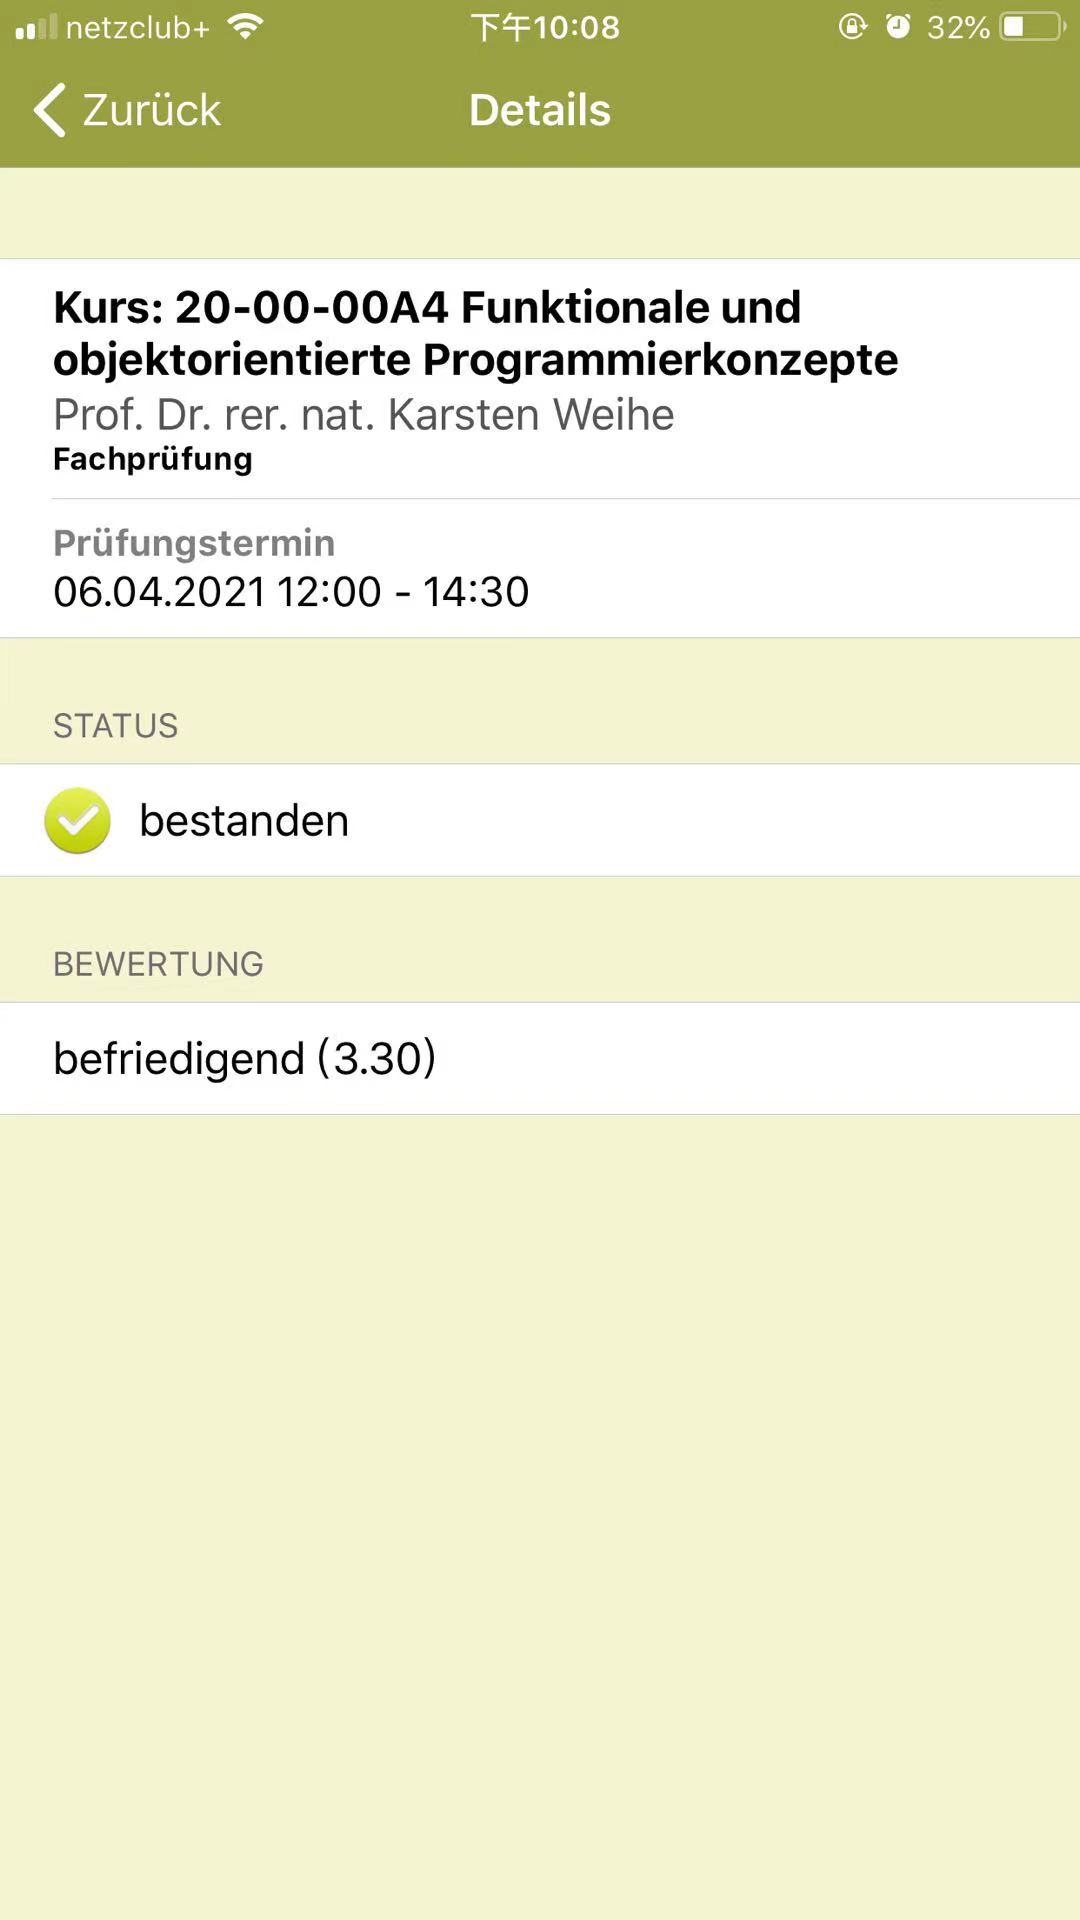 netzclub+ 下午10:08 32%
Zurück Details
Kurs: 20-00-00A4 Funktionale und
objektorientierte Programmierkonzepte
Prof. Dr. rer. nat. Karsten Weihe
Fachprüfung
Prüfungstermin
06.04.2021 12:00 - 14:30
STATUS
bestanden
BEWERTUNG
befriedigend (3.30)